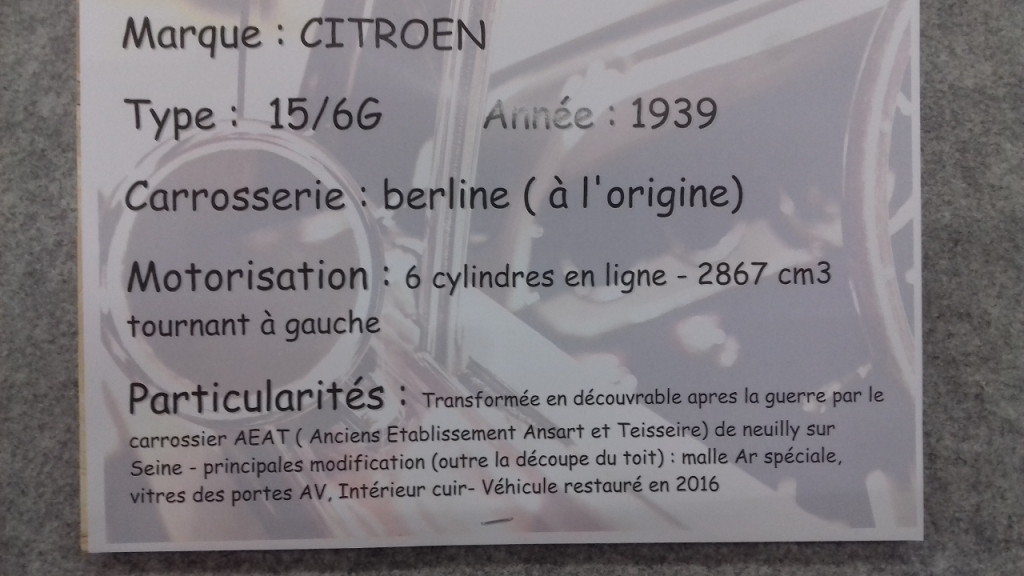 Marque : CITROEN
Type : 15/6G Année : 1939
Carrosserie : berline ( à l'origine)
Motorisation : 6 cylindres en ligne - 2867 cm3
tournant à gauche
Particularités : Transformée en découvrable apres la guerre par le
carrossier AEAT ( Anciens Etablissement Ansart et Teisseire) de neuilly sur
Seine - principales modification (outre la découpe du toit) : malle Ar spéciale,
vitres des portes AV, Intérieur cuir- Véhicule restauré en 2016